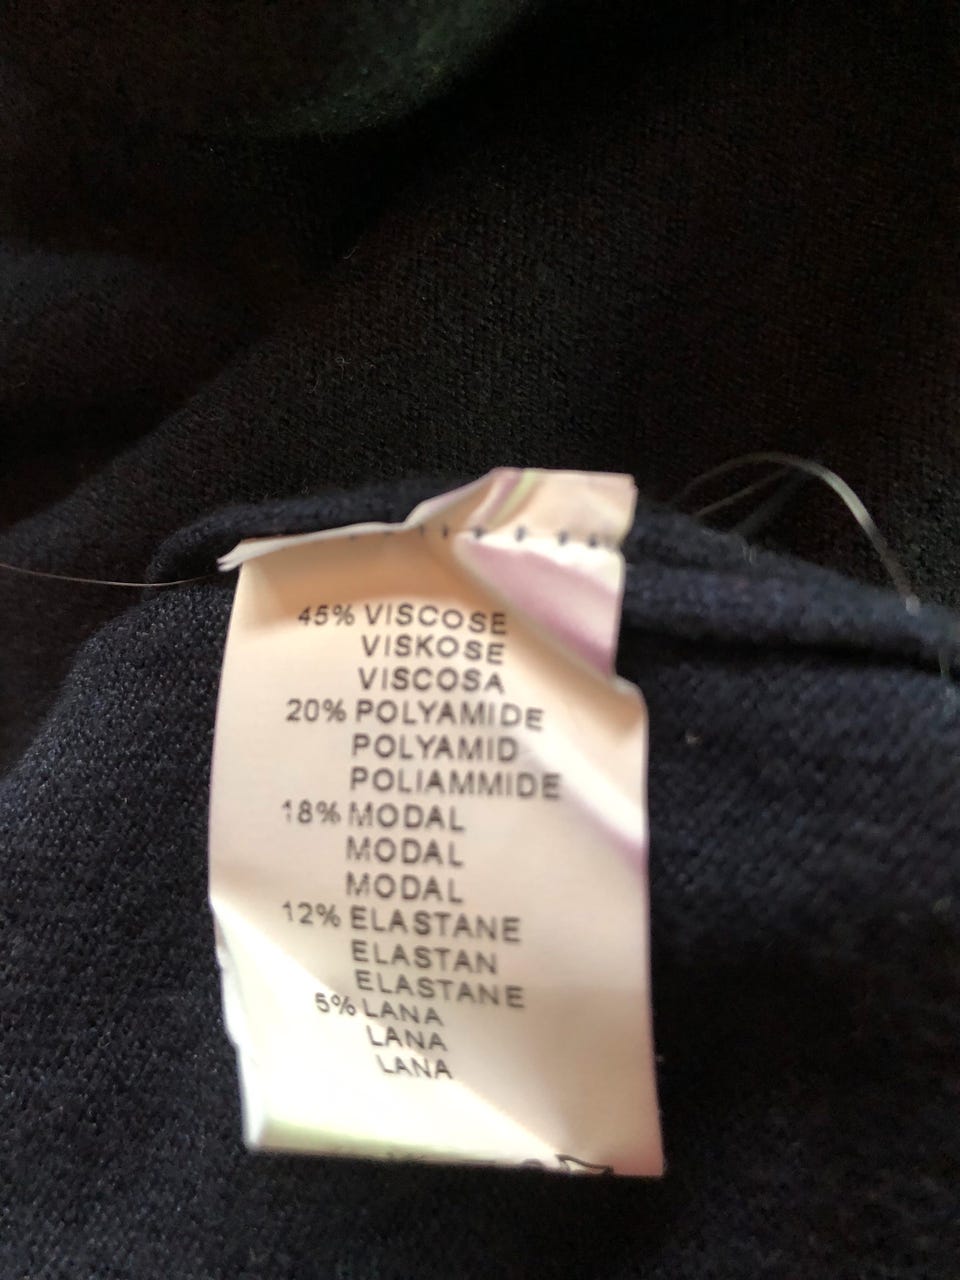 45% VISCOSE
VISKOSE
VISCOSA
20% POLYAMIDE
POLYAMID
POLIAMMIDE
18% MODAL
MODAL
MODAL
12% ELASTANE
ELASTAN
ELASTANE
5% LANA
LANA
LANA